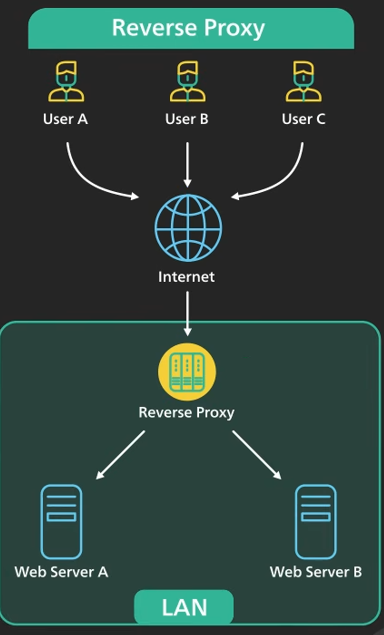 Reverse Proxy
User A
User B
User C
Internet
Reverse Proxy
Web Server A
Web Server B
LAN